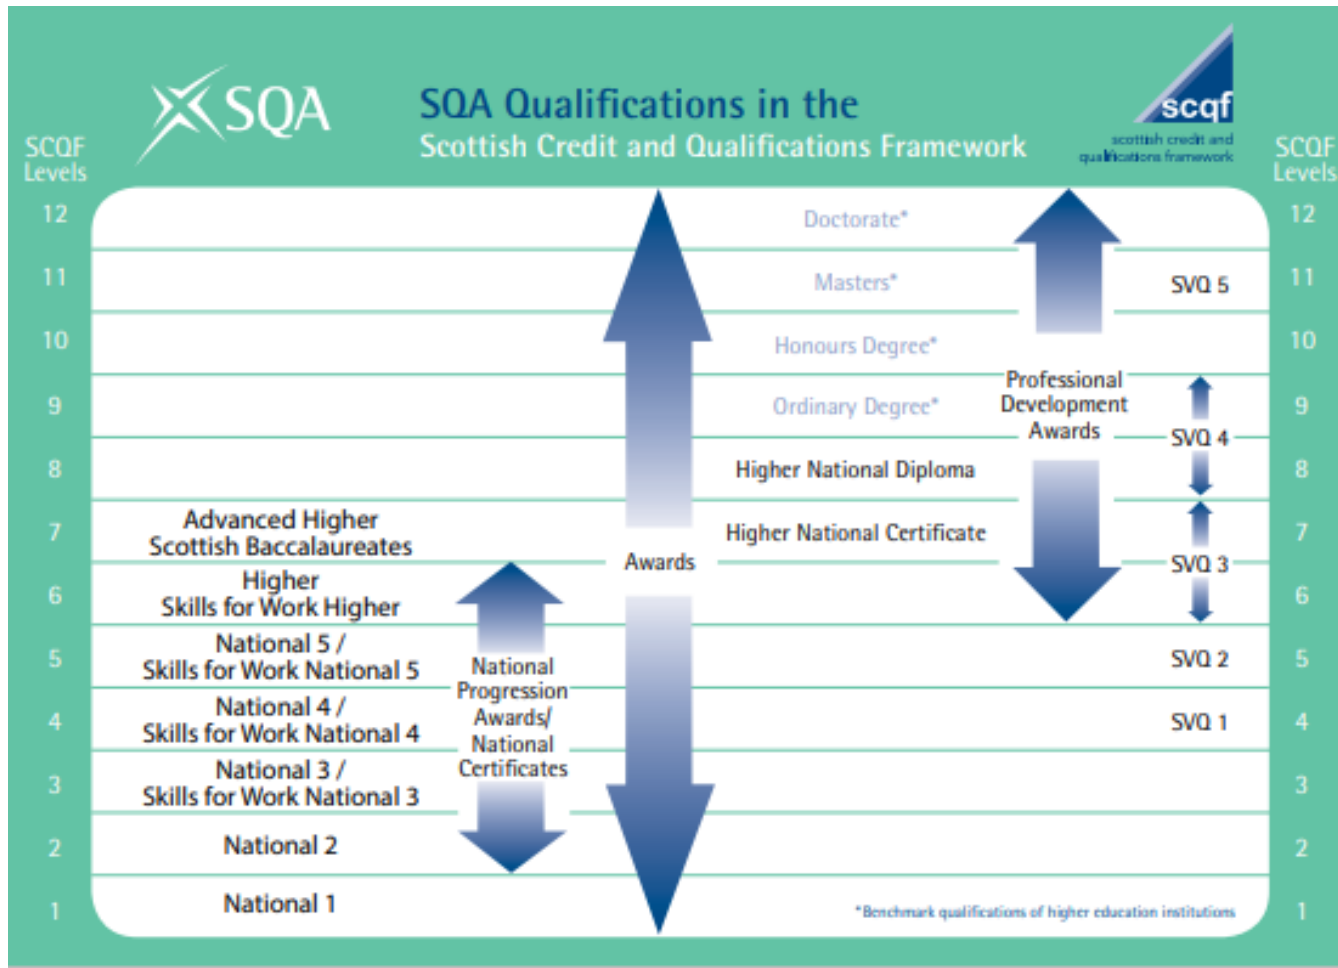 SQA
SQA Qualifications in the
Scottish Credit and Qualifications Framework
scqf
scottish credit and
qualifications framework
SCQF
Levels
SCQF
Levels
12
Doctorate*
12
11
Masters*
SVQ 5
11
10
Honours Degree*
10
9
Ordinary Degree*
Professional
Development
Awards
9
SVQ 4
8
Higher National Diploma
8
7
Advanced Higher
Scottish Baccalaureates
Higher National Certificate
7
Awards
SVQ 3
6
Higher
Skills for Work Higher
6
5
National 5 /
Skills for Work National 5
SVQ 2
5
National
Progression
Awards/
National
Certificates
4
National 4 /
Skills for Work National 4
SVQ 1
4
3
National 3 /
Skills for Work National 3
3
2
National 2
2
1
National 1
*Benchmark qualifications of higher education institutions
1